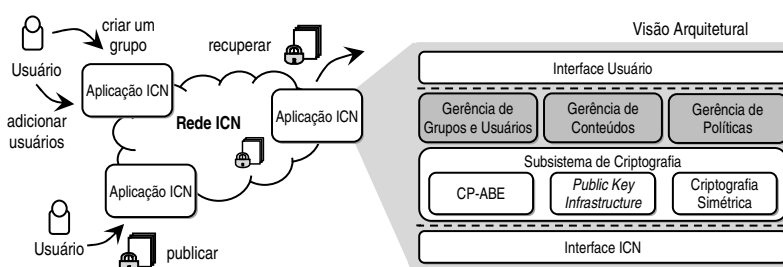 criar um
grupo
Usuário
adicionar
usuários
Aplicação ICN
Rede ICN
recuperar
Aplicação ICN
Aplicação ICN
Usuário
publicar
Visão Arquitetural
Interface Usuário
Gerência de
Grupos e Usuários
Gerência de
Conteúdos
Gerência de
Políticas
Subsistema de Criptografia
CP-ABE
Public Key
Infrastructure
Criptografia
Simétrica
Interface ICN